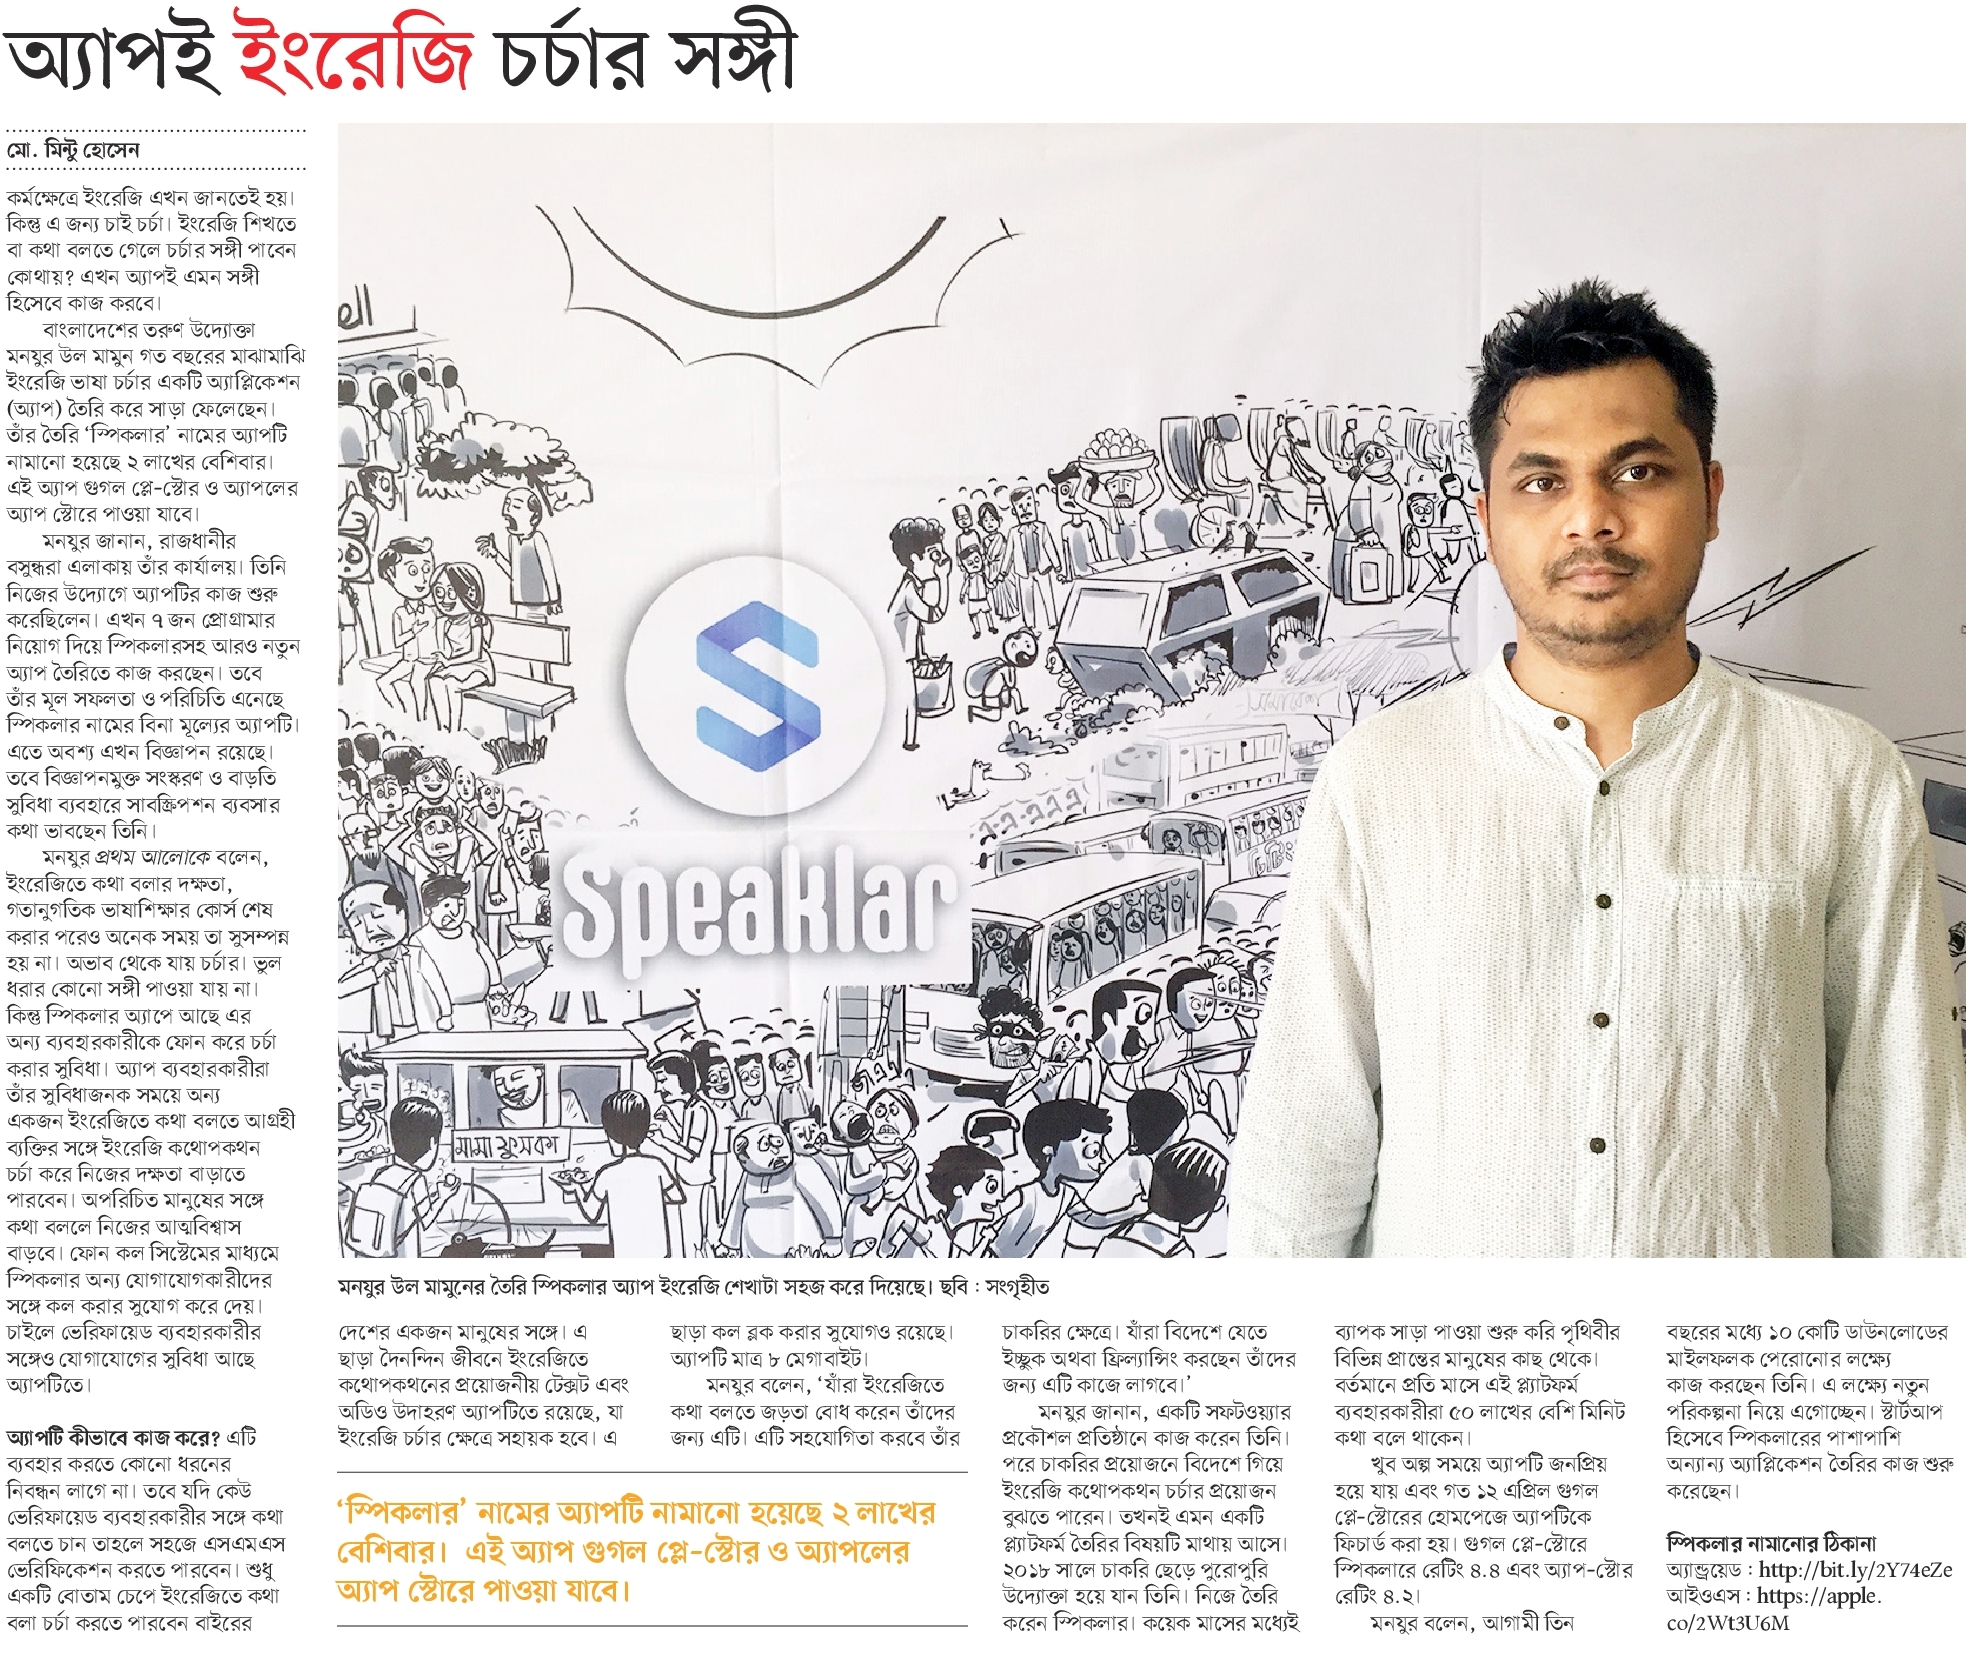 অ্যাপই ইংরেজি চর্চার সঙ্গী
মো. মিন্টু হোসেন
কর্মক্ষেত্রে ইংরেজি এখন জানতেই হয়।
কিন্তু এ জন্য চাই চর্চা। ইংরেজি শিখতে
বা কথা বলতে গেলে চর্চার সঙ্গী পাবেন
কোথায়? এখন অ্যাপই এমন সঙ্গী
হিসেবে কাজ করবে।
বাংলাদেশের তরুণ উদ্যোক্তা
মনযুর উল মামুন গত বছরের মাঝামাঝি
ইংরেজি ভাষা চর্চার একটি অ্যাপ্লিকেশন
(অ্যাপ) তৈরি করে সাড়া ফেলেছেন।
তাঁর তৈরি ‘স্পিকলার’ নামের অ্যাপটি
নামানো হয়েছে ২ লাখের বেশিবার।
এই অ্যাপ গুগল প্লে-স্টোর ও অ্যাপলের
অ্যাপ স্টোরে পাওয়া যাবে।
মনযুর জানান, রাজধানীর
বসুন্ধরা এলাকায় তাঁর কার্যালয়। তিনি
নিজের উদ্যোগে অ্যাপটির কাজ শুরু
করেছিলেন। এখন ৭ জন প্রোগ্রামার
নিয়োগ দিয়ে স্পিকলারসহ আরও নতুন
অ্যাপ তৈরিতে কাজ করছেন। তবে
তাঁর মূল সফলতা ও পরিচিতি এনেছে
স্পিকলার নামের বিনা মূল্যের অ্যাপটি।
এতে অবশ্য এখন বিজ্ঞাপন রয়েছে।
তবে বিজ্ঞাপনমুক্ত সংস্করণ ও বাড়তি
সুবিধা ব্যবহারে সাবস্ক্রিপশন ব্যবসার
কথা ভাবছেন তিনি।
মনযুর প্রথম আলোকে বলেন,
ইংরেজিতে কথা বলার দক্ষতা,
গতানুগতিক ভাষাশিক্ষার কোর্স শেষ
করার পরেও অনেক সময় তা সুসম্পন্ন
হয় না। অভাব থেকে যায় চর্চার। ভুল
ধরার কোনো সঙ্গী পাওয়া যায় না।
কিন্তু স্পিকলার অ্যাপে আছে এর
অন্য ব্যবহারকারীকে ফোন করে চর্চা
করার সুবিধা। অ্যাপ ব্যবহারকারীরা
তাঁর সুবিধাজনক সময়ে অন্য
একজন ইংরেজিতে কথা বলতে আগ্রহী
ব্যক্তির সঙ্গে ইংরেজি কথোপকথন
চর্চা করে নিজের দক্ষতা বাড়াতে
পারবেন। অপরিচিত মানুষের সঙ্গে
কথা বললে নিজের আত্মবিশ্বাস
বাড়বে। ফোন কল সিস্টেমের মাধ্যমে
স্পিকলার অন্য যোগাযোগকারীদের
সঙ্গে কল করার সুযোগ করে দেয়।
চাইলে ভেরিফায়েড ব্যবহারকারীর
সঙ্গেও যোগাযোগের সুবিধা আছে
অ্যাপটিতে।
অ্যাপটি কীভাবে কাজ করে? এটি
ব্যবহার করতে কোনো ধরনের
নিবন্ধন লাগে না। তবে যদি কেউ
ভেরিফায়েড ব্যবহারকারীর সঙ্গে কথা
বলতে চান তাহলে সহজে এসএমএস
ভেরিফিকেশন করতে পারবেন। শুধু
একটি বোতাম চেপে ইংরেজিতে কথা
বলা চর্চা করতে পারবেন বাইরের
ell
Speaklar
মামা ফুসকা
মনযুর উল মামুনের তৈরি স্পিকলার অ্যাপ ইংরেজি শেখাটা সহজ করে দিয়েছে। ছবি : সংগৃহীত
দেশের একজন মানুষের সঙ্গে। এ
ছাড়া দৈনন্দিন জীবনে ইংরেজিতে
কথোপকথনের প্রয়োজনীয় টেক্সট এবং
অডিও উদাহরণ অ্যাপটিতে রয়েছে, যা
ইংরেজি চর্চার ক্ষেত্রে সহায়ক হবে। এ
ছাড়া কল ব্লক করার সুযোগও রয়েছে।
অ্যাপটি মাত্র ৮ মেগাবাইট।
মনযুর বলেন, ‘যাঁরা ইংরেজিতে
কথা বলতে জড়তা বোধ করেন তাঁদের
জন্য এটি। এটি সহযোগিতা করবে তাঁর
‘স্পিকলার’ নামের অ্যাপটি নামানো হয়েছে ২ লাখের
বেশিবার। এই অ্যাপ গুগল প্লে-স্টোর ও অ্যাপলের
অ্যাপ স্টোরে পাওয়া যাবে।
চাকরির ক্ষেত্রে। যাঁরা বিদেশে যেতে
ইচ্ছুক অথবা ফ্রিল্যান্সিং করছেন তাঁদের
জন্য এটি কাজে লাগবে।’
মনযুর জানান, একটি সফটওয়্যার
প্রকৌশল প্রতিষ্ঠানে কাজ করেন তিনি।
পরে চাকরির প্রয়োজনে বিদেশে গিয়ে
ইংরেজি কথোপকথন চর্চার প্রয়োজন
বুঝতে পারেন। তখনই এমন একটি
প্ল্যাটফর্ম তৈরির বিষয়টি মাথায় আসে।
২০১৮ সালে চাকরি ছেড়ে পুরোপুরি
উদ্যোক্তা হয়ে যান তিনি। নিজে তৈরি
করেন স্পিকলার। কয়েক মাসের মধ্যেই
ব্যাপক সাড়া পাওয়া শুরু করি পৃথিবীর
বিভিন্ন প্রান্তের মানুষের কাছ থেকে।
বর্তমানে প্রতি মাসে এই প্ল্যাটফর্ম
ব্যবহারকারীরা ৫০ লাখের বেশি মিনিট
কথা বলে থাকেন।
খুব অল্প সময়ে অ্যাপটি জনপ্রিয়
হয়ে যায় এবং গত ১২ এপ্রিল গুগল
প্লে-স্টোরের হোমপেজে অ্যাপটিকে
ফিচার্ড করা হয়। গুগল প্লে-স্টোরে
স্পিকলারে রেটিং ৪.৪ এবং অ্যাপ-স্টোর
রেটিং ৪.২।
মনযুর বলেন, আগামী তিন
বছরের মধ্যে ১০ কোটি ডাউনলোডের
মাইলফলক পেরোনোর লক্ষ্যে
কাজ করছেন তিনি। এ লক্ষ্যে নতুন
পরিকল্পনা নিয়ে এগোচ্ছেন। স্টার্টআপ
হিসেবে স্পিকলারের পাশাপাশি
অন্যান্য অ্যাপ্লিকেশন তৈরির কাজ শুরু
করেছেন।
স্পিকলার নামানোর ঠিকানা
অ্যান্ড্রয়েড : http://bit.ly/2Y74eZe
আইওএস : https://apple.
co/2Wt3U6M